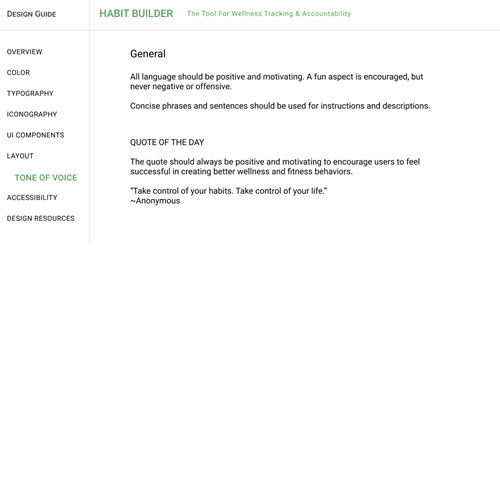 DESIGN GUIDE
HABIT BUILDER
The Tool For Wellness Tracking & Accountability
OVERVIEW
COLOR
TYPOGRAPHY
ICONOGRAPHY
UI COMPONENTS
LAYOUT
TONE OF VOICE
ACCESSIBILITY
DESIGN RESOURCES
General
All language should be positive and motivating. A fun aspect is encouraged, but
never negative or offensive.
Concise phrases and sentences should be used for instructions and descriptions.
QUOTE OF THE DAY
The quote should always be positive and motivating to encourage users to feel
successful in creating better wellness and fitness behaviors.
“Take control of your habits. Take control of your life.”
~Anonymous